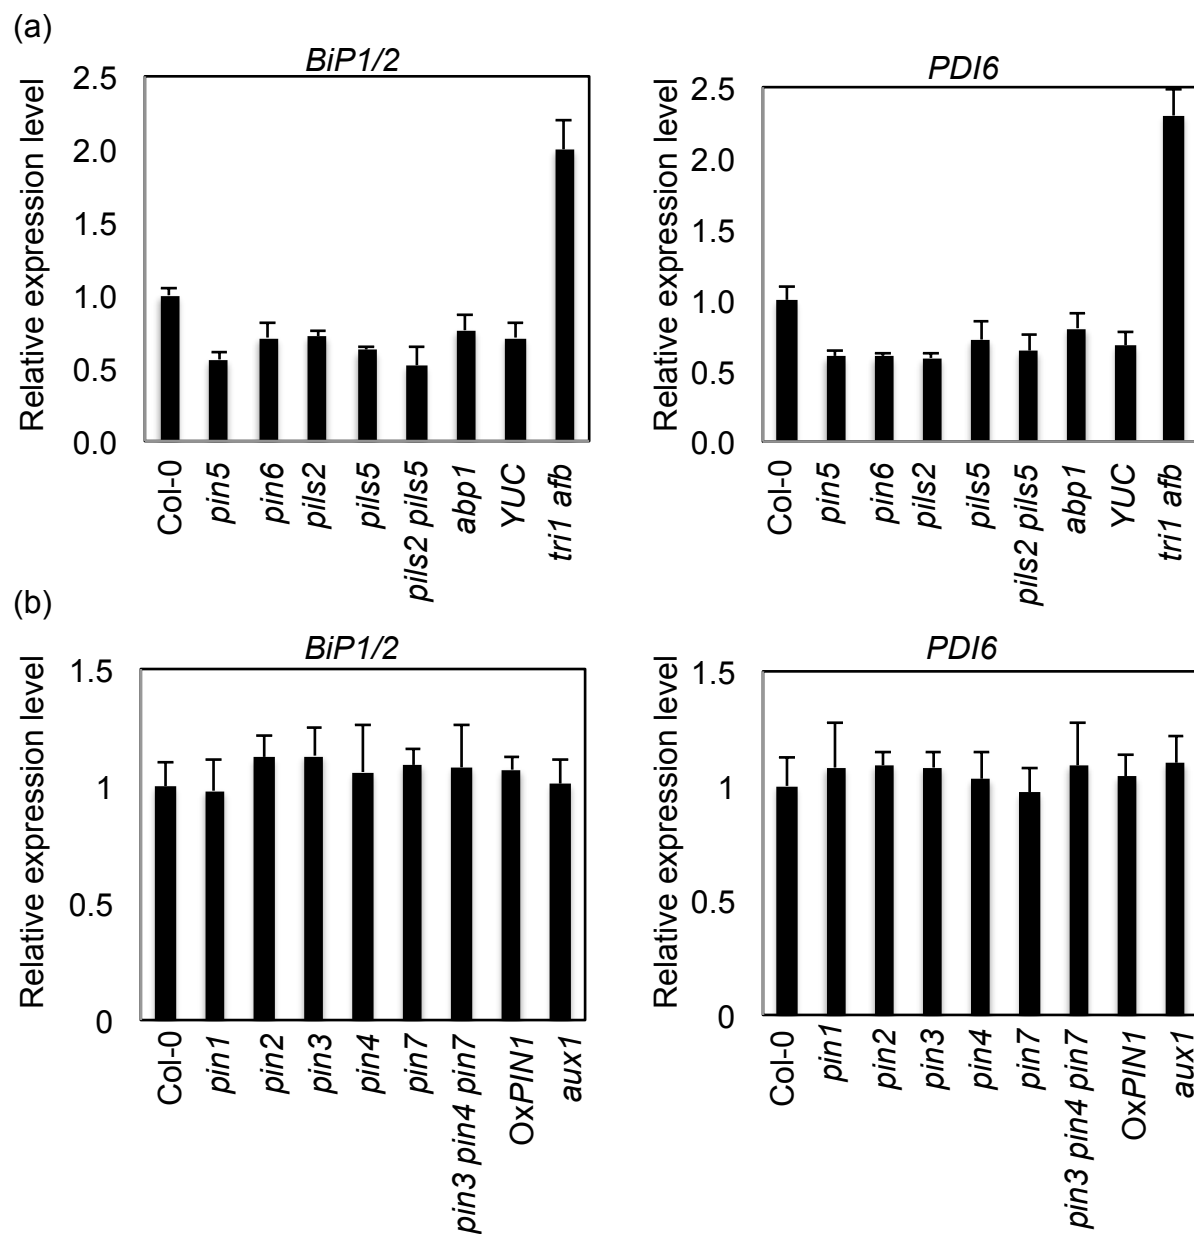 (a)
BiP1/2
Relative expression level
2.5
2.0
1.5
1.0
0.5
0.0
Col-0
pin5
pin6
pils2
pils5
pils2 pils5
abp1
YUC
tri1 afb
PDI6
Relative expression level
2.5
2.0
1.5
1.0
0.5
0.0
Col-0
pin5
pin6
pils2
pils5
pils2 pils5
abp1
YUC
tri1 afb
(b)
BiP1/2
Relative expression level
1.5
1
0.5
0
Col-0
pin1
pin2
pin3
pin4
pin7
pin3 pin4 pin7
OxPIN1
aux1
PDI6
Relative expression level
1.5
1
0.5
0
Col-0
pin1
pin2
pin3
pin4
pin7
pin3 pin4 pin7
OxPIN1
aux1